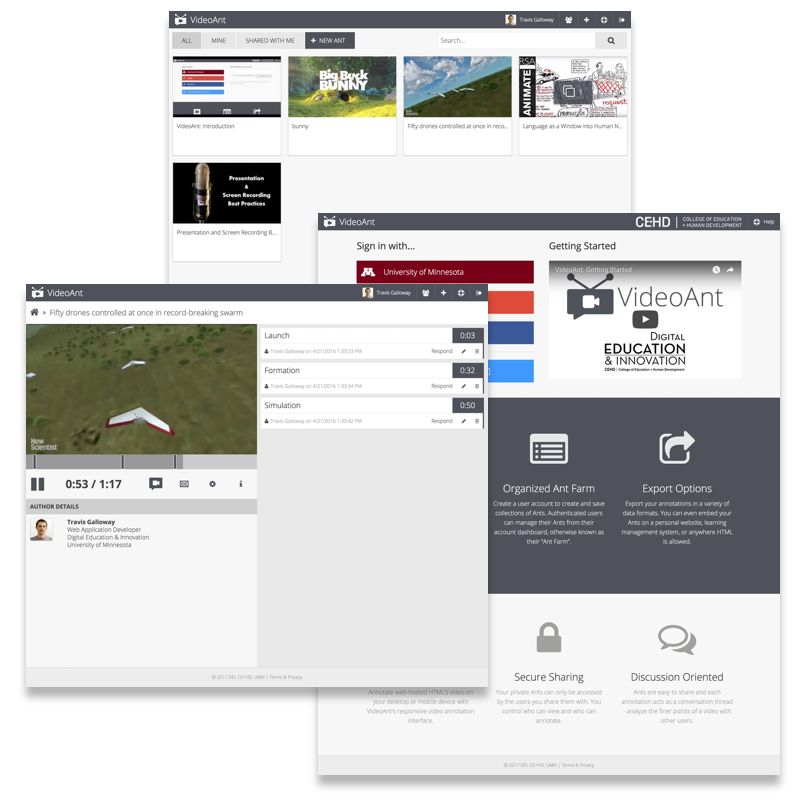 VideoAnt
Travis Galloway
ALL
MINE
SHARED WITH ME
+ NEW ANT
Search...
Big Buck
BUNNY
RSA
ANIMATE
request
VideoAnt: Introduction
bunny
Fifty drones controlled at once in reco...
Language as a Window into Human N...
Presentation
&
Screen Recording
Best Practices
Presentation and Screen Recording B...
VideoAnt
CEHD | COLLEGE OF EDUCATION
+ HUMAN DEVELOPMENT
Help
Sign in with...
University of Minnesota
Getting Started
VideoAnt: Getting Started
VideoAnt
DIGITAL
EDUCATION
& INNOVATION
CEHD | College of Education + Human Development
Organized Ant Farm
Create a user account to create and save
collections of Ants. Authenticated users
can manage their Ants from their
account dashboard, otherwise known as
their "Ant Farm".
Export Options
Export your annotations in a variety of
data formats. You can even embed your
Ants on a personal website, learning
management system, or anywhere HTML
is allowed.
Annotate web-hosted HTML5 video on
your desktop or mobile device with
VideoAnt's responsive video annotation
interface.
Secure Sharing
Your private Ants can only be accessed
by the users you share them with. You
control who can view and who can
annotate.
Discussion Oriented
Ants are easy to share and each
annotation acts as a conversation thread
- analyze the finer points of a video with
other users.
© 2017 DEI, CE+HD, UMN | Terms & Privacy
VideoAnt
Travis Galloway
» Fifty drones controlled at once in record-breaking swarm
New
Scientist
0:53 / 1:17
AUTHOR DETAILS
Travis Galloway
Web Application Developer
Digital Education & Innovation
University of Minnesota
Launch
0:03
Travis Galloway on 4/21/2016 1:33:23 PM
Respond
Formation
0:32
Travis Galloway on 4/21/2016 1:33:34 PM
Respond
Simulation
0:50
Travis Galloway on 4/21/2016 1:33:42 PM
Respond
© 2017 DEI, CE+HD, UMN | Terms & Privacy